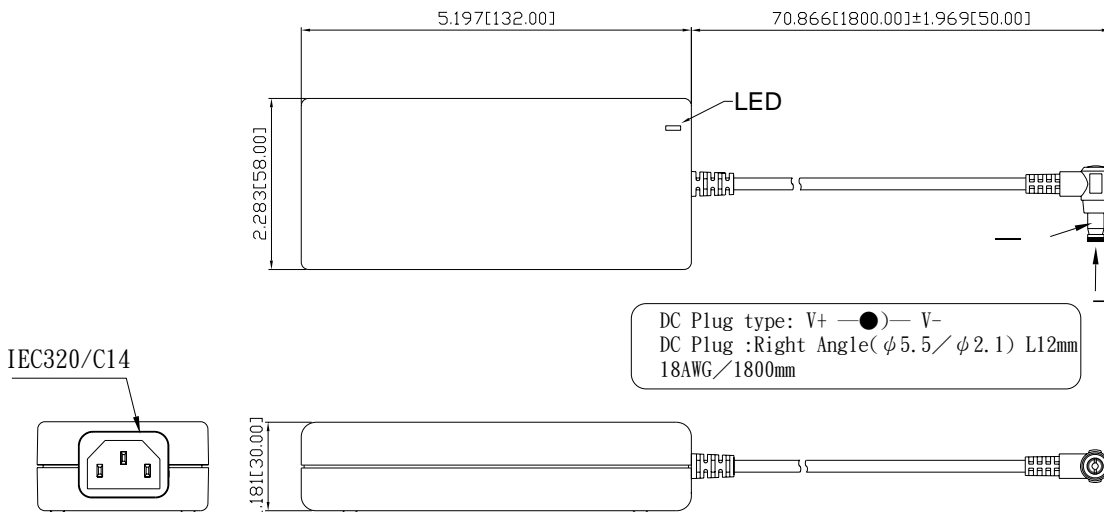 5.197[132.00]
70.866[1800.00]±1.969[50.00]
LED
2.283[58.00]
DC Plug type: V+ —●)— V-
DC Plug :Right Angle(φ5.5／φ2.1) L12mm
18AWG／1800mm
IEC320/C14
.181[30.00]